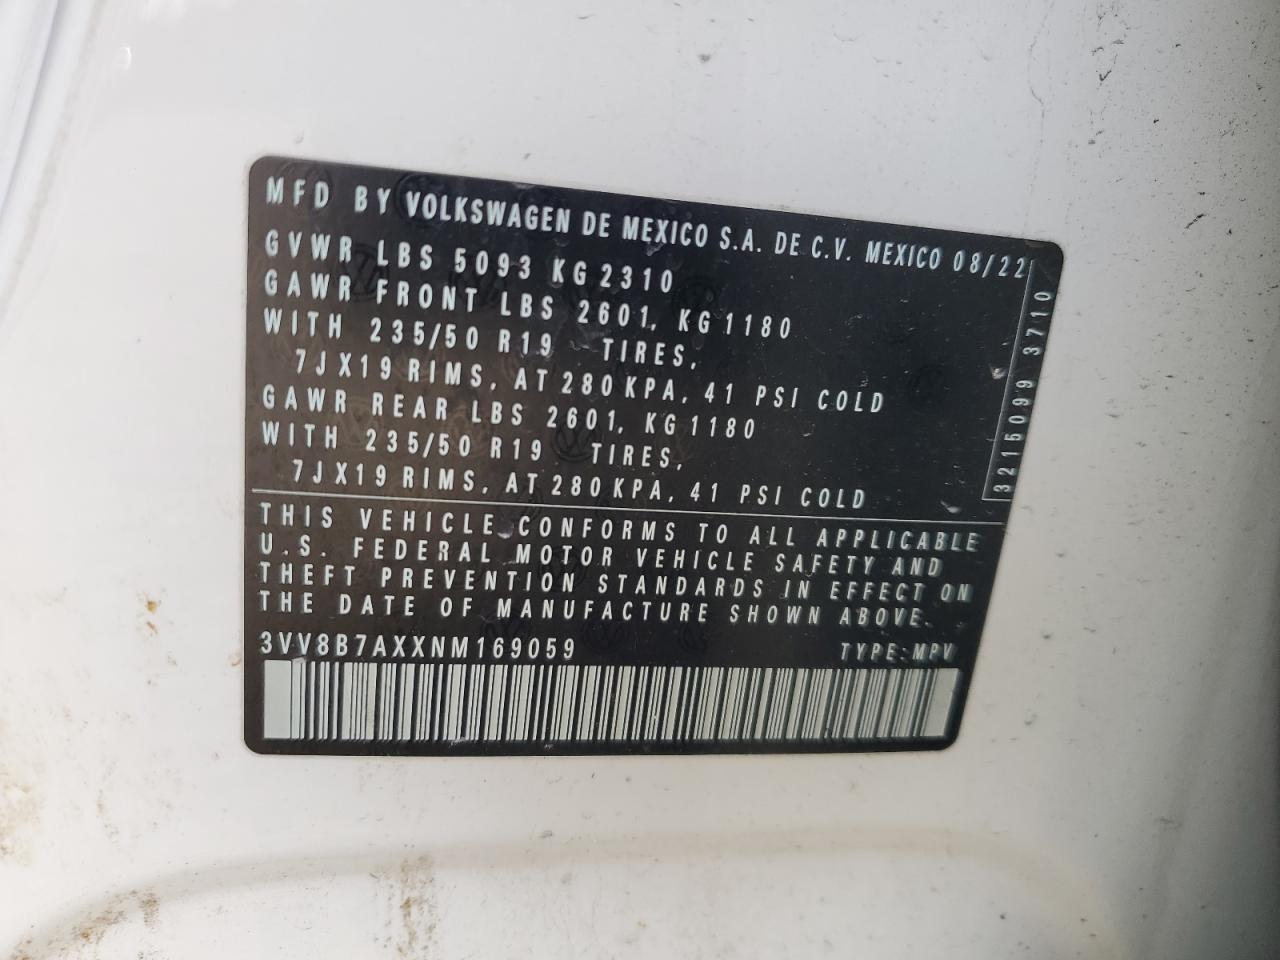 MFD BY VOLKSWAGEN DE MEXICO S.A. DE C.V. MEXICO 08/22
GVWR LBS 5093 KG 2310
GAWR FRONT LBS 2601, KG 1180
WITH 235/50 R19 TIRES,
7JX19 RIMS, AT 280 KPA, 41 PSI COLD
GAWR REAR LBS 2601, KG 1180
WITH 235/50 R19 TIRES,
7JX19 RIMS, AT 280 KPA, 41 PSI COLD
3215099 3710
THIS VEHICLE CONFORMS TO ALL APPLICABLE
U.S. FEDERAL MOTOR VEHICLE SAFETY AND
THEFT PREVENTION STANDARDS IN EFFECT ON
THE DATE OF MANUFACTURE SHOWN ABOVE.
3VV8B7AXXNM169059 TYPE: MPV